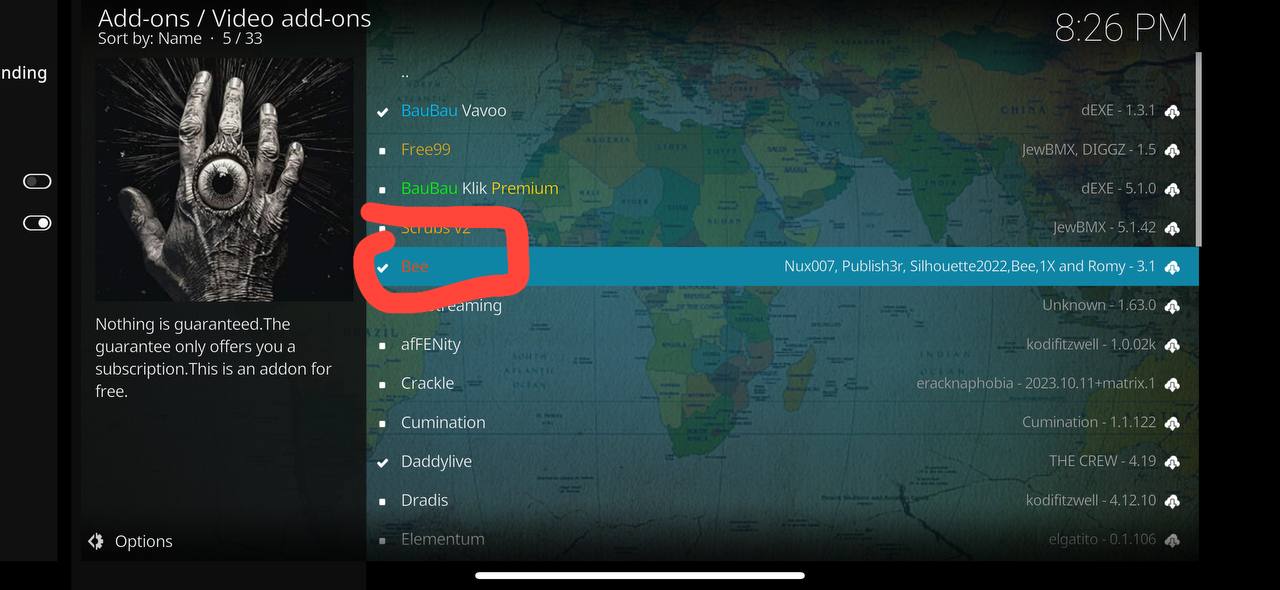 Add-ons / Video add-ons
Sort by: Name · 5 / 33
8:26 PM
nding
..
BauBau Vavoo dEXE - 1.3.1
Free99 JewBMX, DIGGZ - 1.5
BauBau Klik Premium dEXE - 5.1.0
Scrubs v2 JewBMX - 5.1.42
Bee Nux007, Publish3r, Silhouette2022,Bee,1X and Romy - 3.1
Unknown - 1.63.0
afFENity kodifitzwell - 1.0.02k
Crackle eracknaphobia - 2023.10.11+matrix.1
Cumination Cumination - 1.1.122
Daddylive THE CREW - 4.19
Dradis kodifitzwell - 4.12.10
Elementum elgatito - 0.1.106
Nothing is guaranteed.The
guarantee only offers you a
subscription.This is an addon for
free.
Options